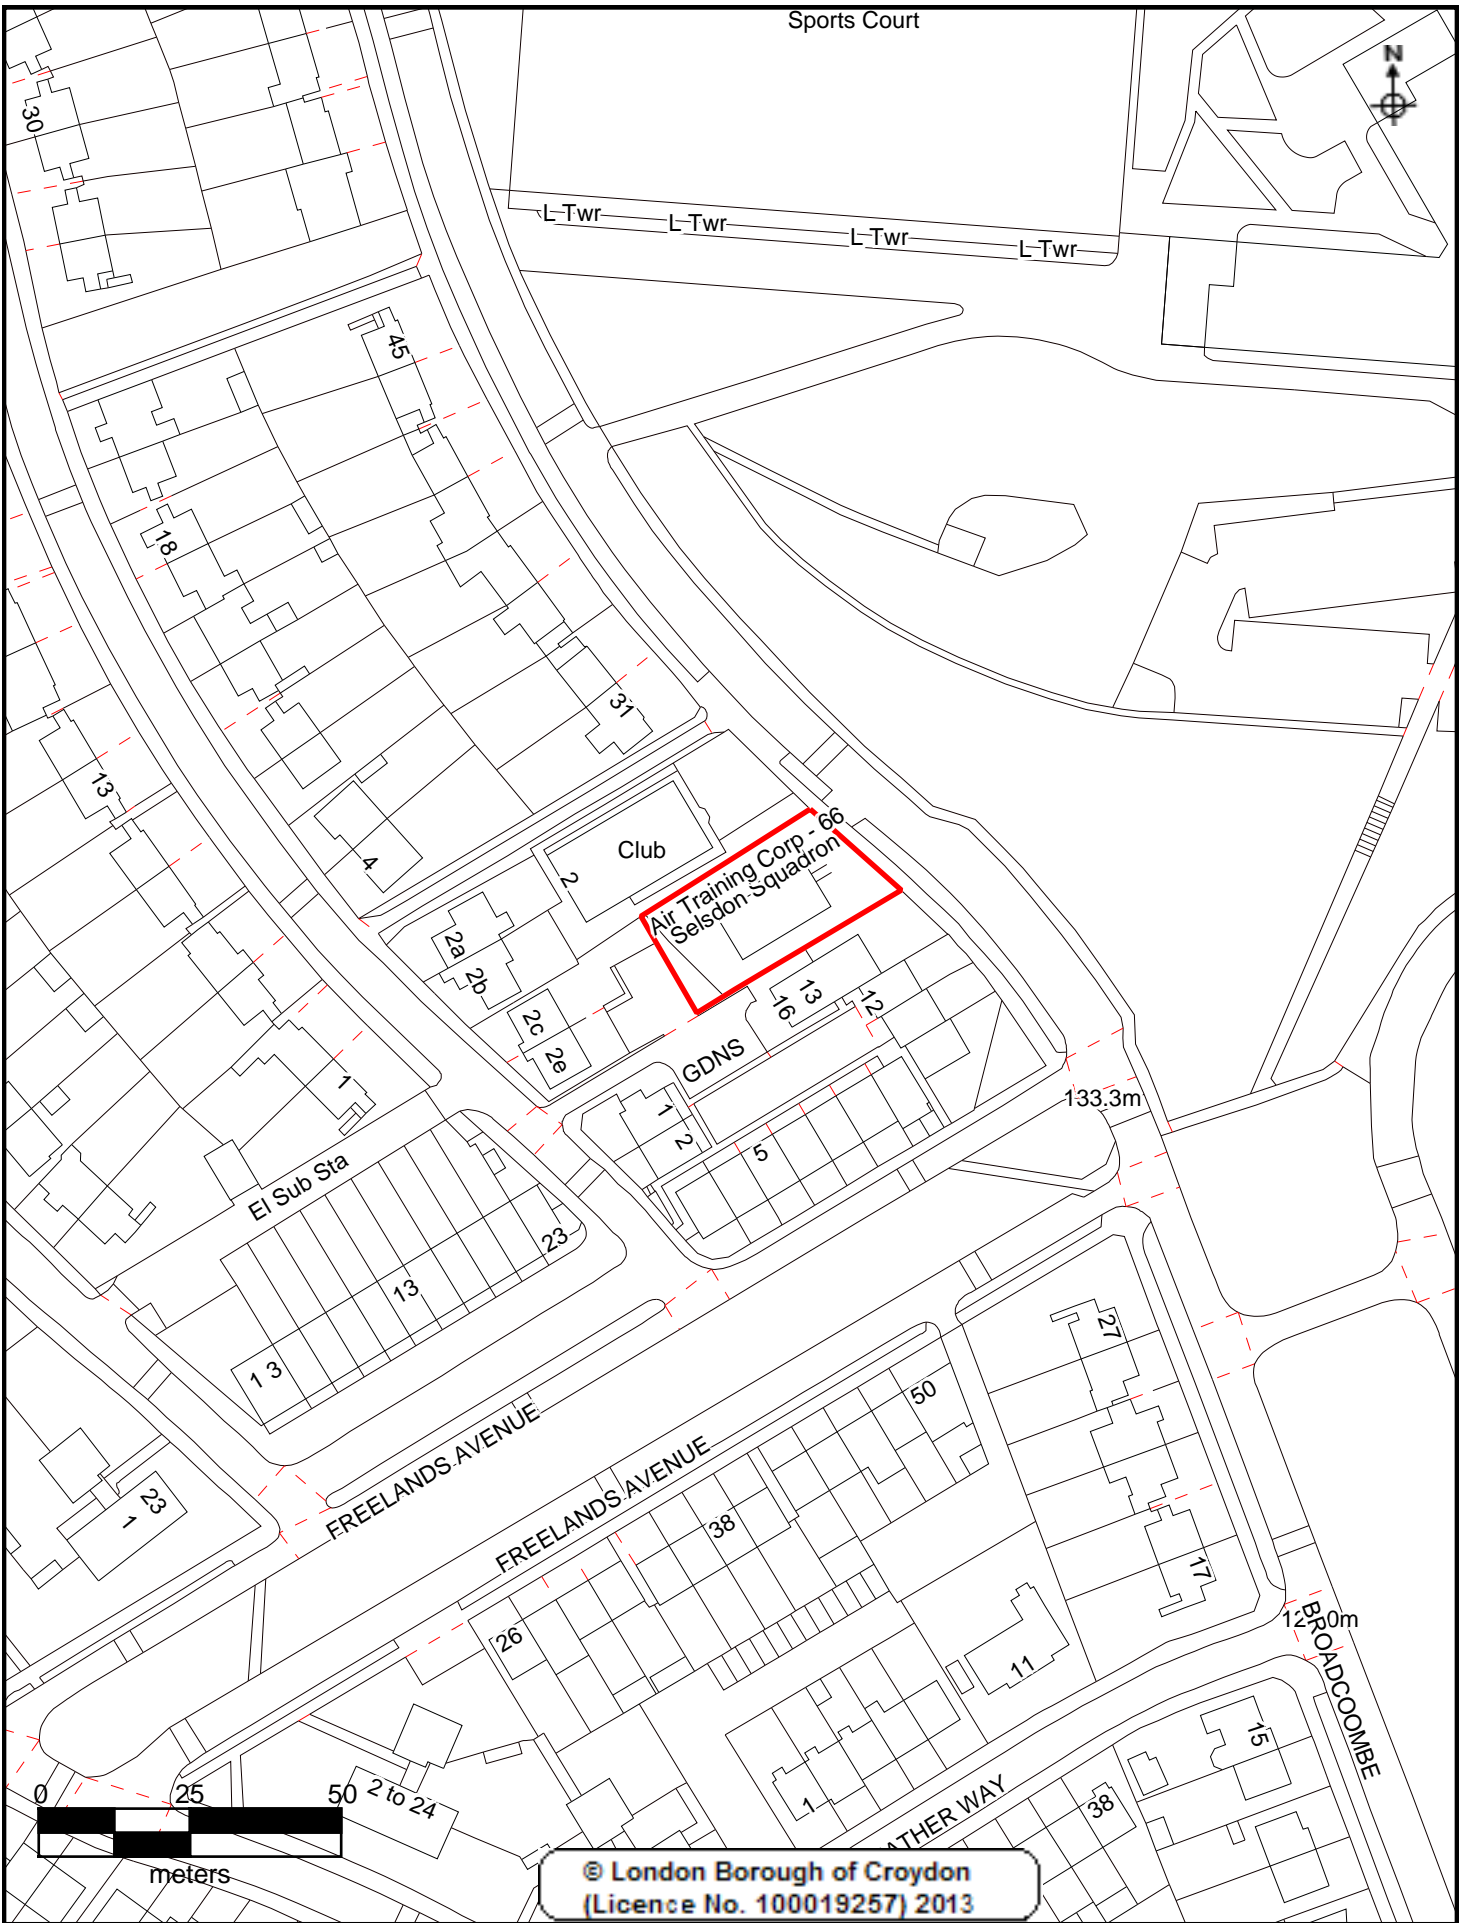 Sports Court
N
30
L Twr
L Twr
L Twr
L Twr
45
18
31
13
4
Club
2
Air Training Corp - 66
Selsdon Squadron
2a
2b
2c
2e
13
16
12
GDNS
1
1
2
5
133.3m
El Sub Sta
23
13
1 3
27
50
FREELANDS AVENUE
FREELANDS AVENUE
38
23
1
17
26
11
BROADCOOMBE
15
38
1
2 to 24
0 25 50
meters
© London Borough of Croydon
(Licence No. 100019257) 2013